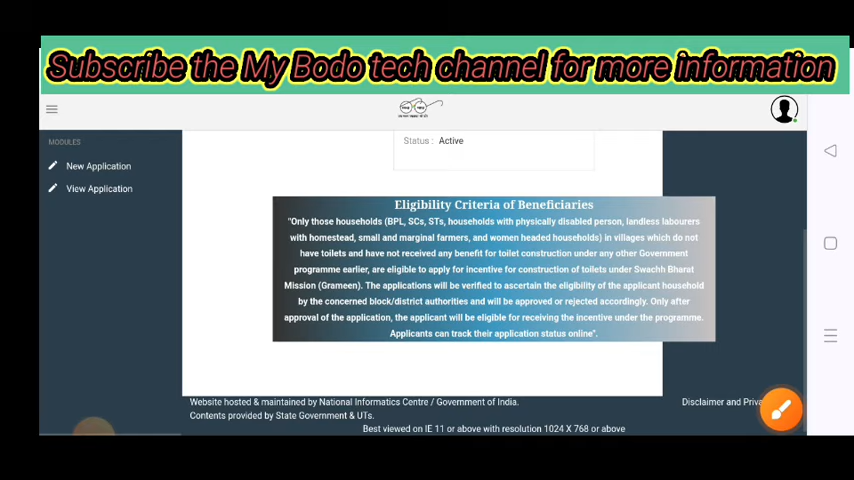 Subscribe the My Bodo tech channel for more information
MODULES
New Application
View Application
Status : Active
Eligibility Criteria of Beneficiaries
"Only those households (BPL, SCs, STs, households with physically disabled person, landless labourers
with homestead, small and marginal farmers, and women headed households) in villages which do not
have toilets and have not received any benefit for toilet construction under any other Government
programme earlier, are eligible to apply for incentive for construction of toilets under Swachh Bharat
Mission (Grameen). The applications will be verified to ascertain the eligibility of the applicant household
by the concerned block/district authorities and will be approved or rejected accordingly. Only after
approval of the application, the applicant will be eligible for receiving the incentive under the programme.
Applicants can track their application status online".
Website hosted & maintained by National Informatics Centre / Government of India.
Disclaimer and Priva
Contents provided by State Government & UTs.
Best viewed on IE 11 or above with resolution 1024 X 768 or above